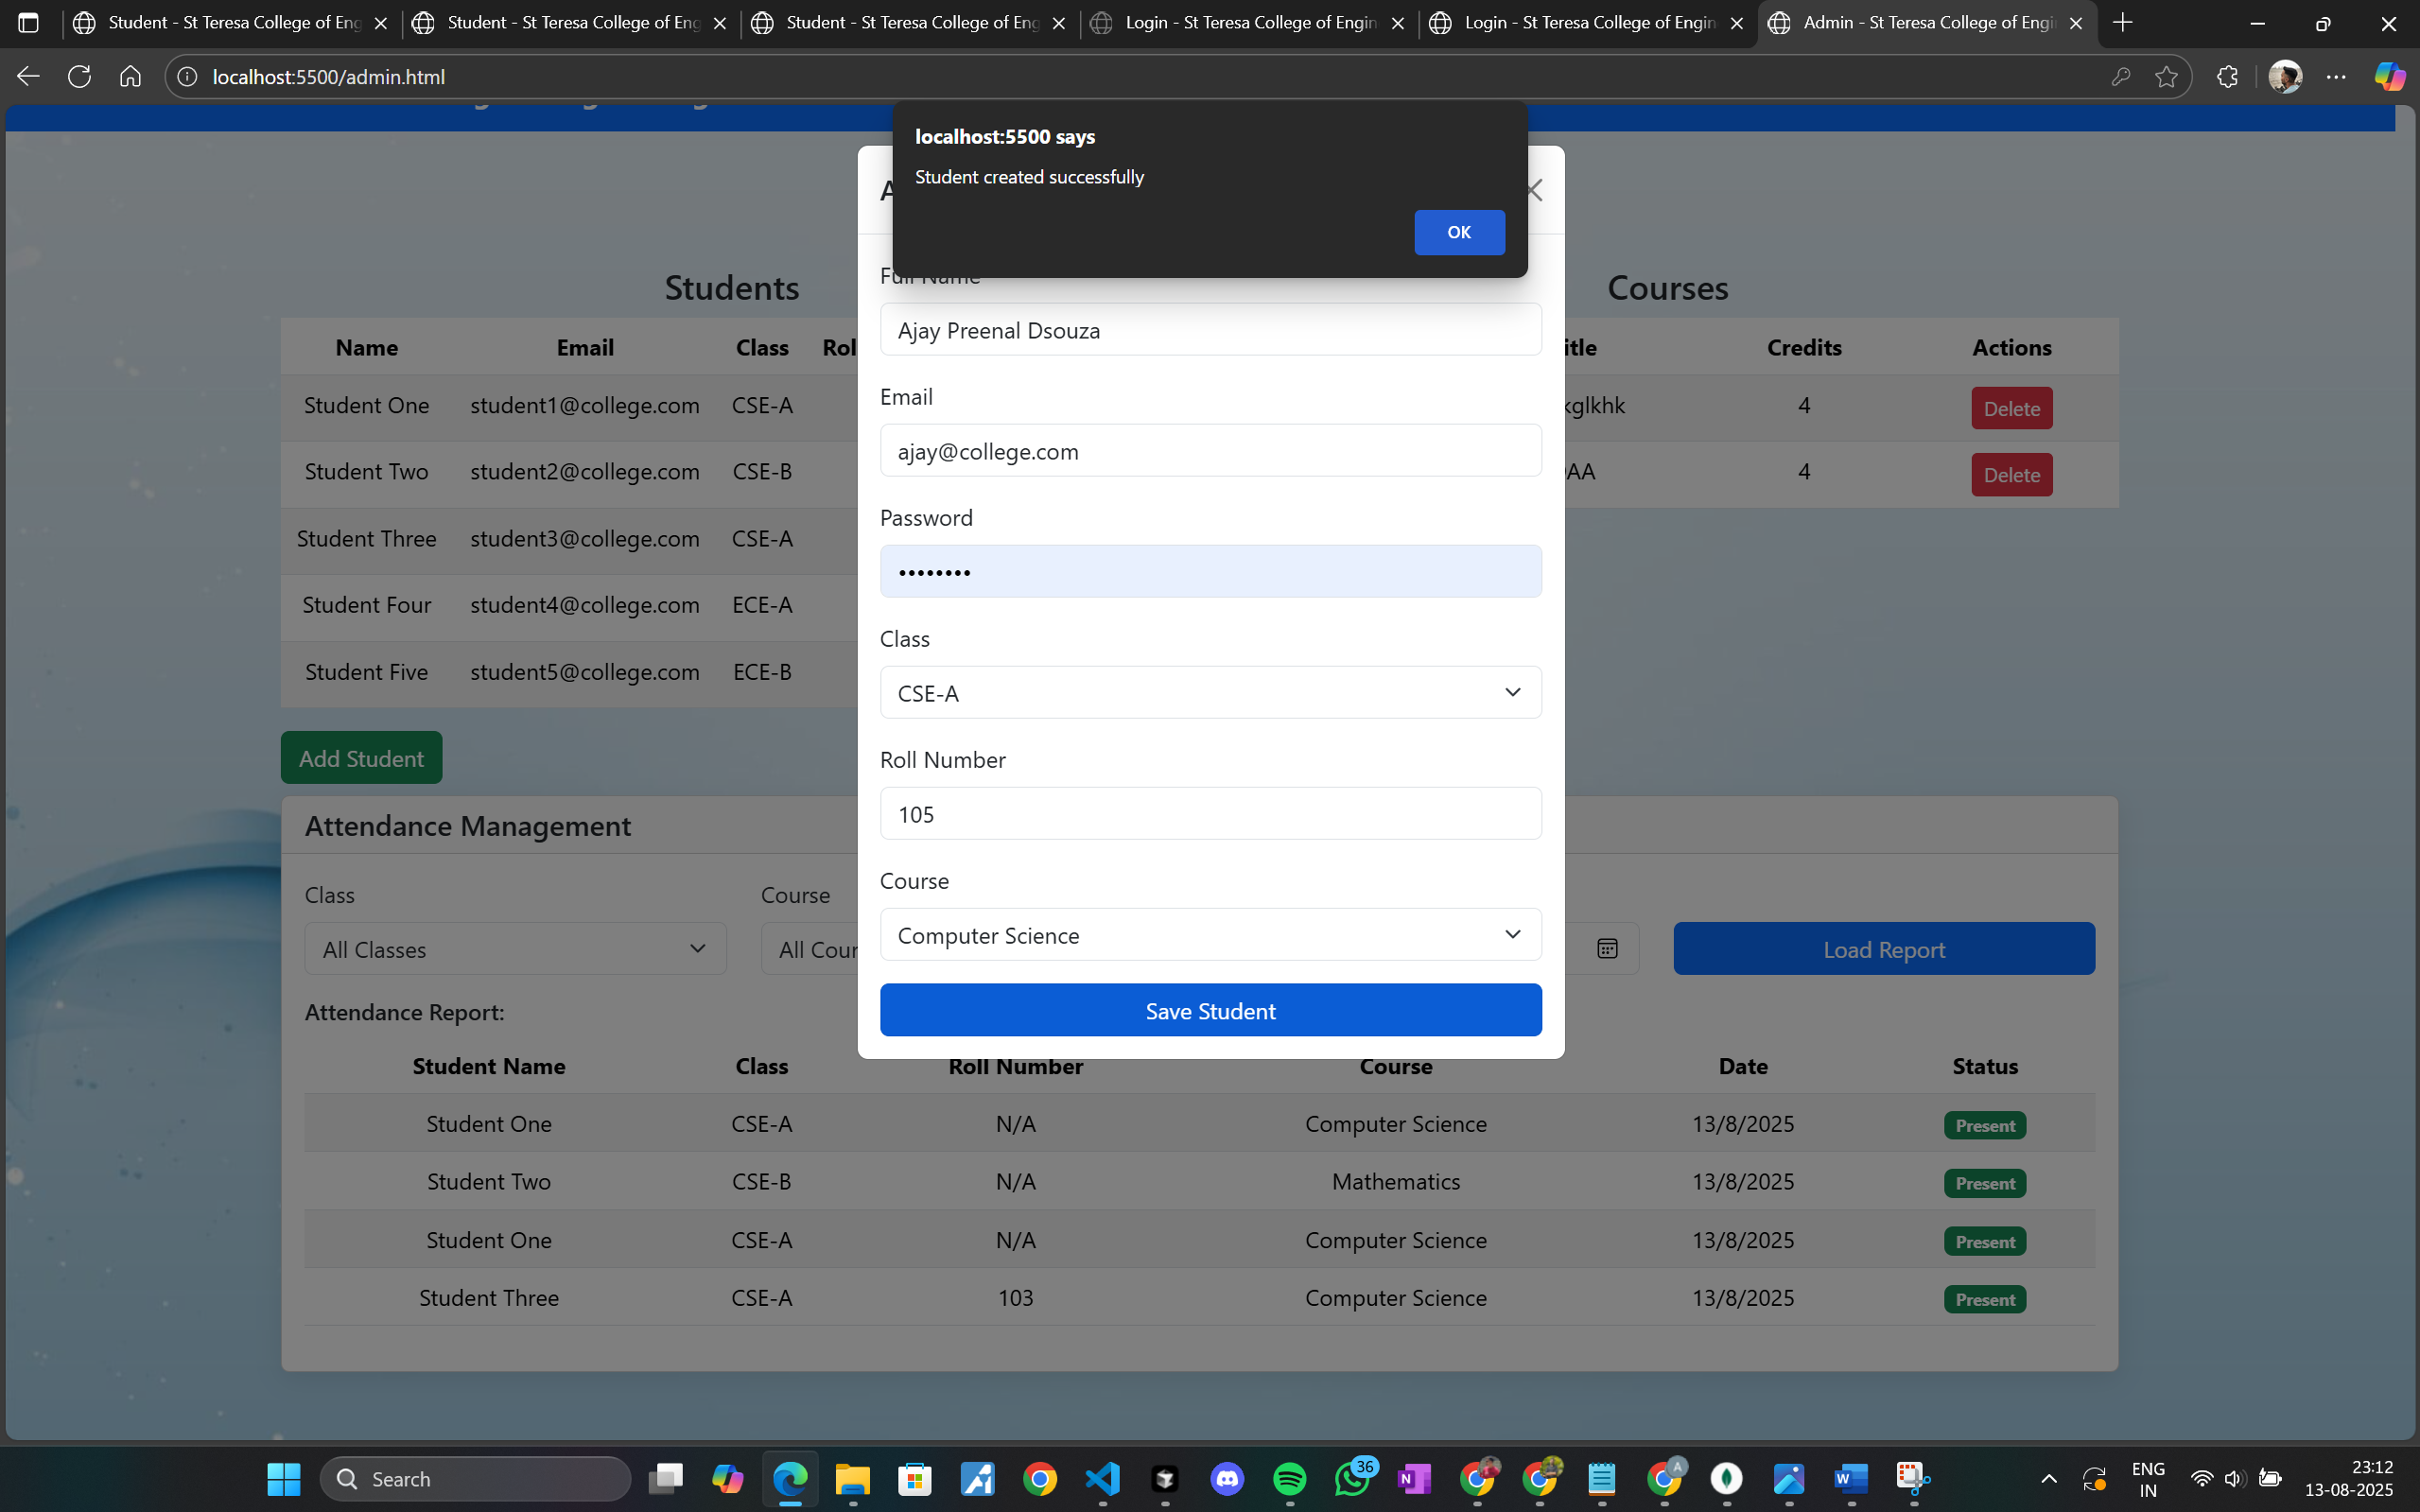 Student - St Teresa College of Eng
Student - St Teresa College of Eng
Student - St Teresa College of Eng
Login - St Teresa College of Engin
Login - St Teresa College of Engin
Admin - St Teresa College of Engi
localhost:5500/admin.html
localhost:5500 says
Student created successfully
OK
Full Name
Ajay Preenal Dsouza
Email
ajay@college.com
Password
••••••••
Class
CSE-A
Roll Number
105
Course
Computer Science
Save Student
Students
Name Email Class Rol
Student One student1@college.com CSE-A
Student Two student2@college.com CSE-B
Student Three student3@college.com CSE-A
Student Four student4@college.com ECE-A
Student Five student5@college.com ECE-B
Add Student
Courses
itle Credits Actions
kglkhk 4 Delete
AA 4 Delete
Attendance Management
Class Course
All Classes All Cour Load Report
Attendance Report:
Student Name Class Roll Number Course Date Status
Student One CSE-A N/A Computer Science 13/8/2025 Present
Student Two CSE-B N/A Mathematics 13/8/2025 Present
Student One CSE-A N/A Computer Science 13/8/2025 Present
Student Three CSE-A 103 Computer Science 13/8/2025 Present
Search
36
ENG
IN
23:12
13-08-2025